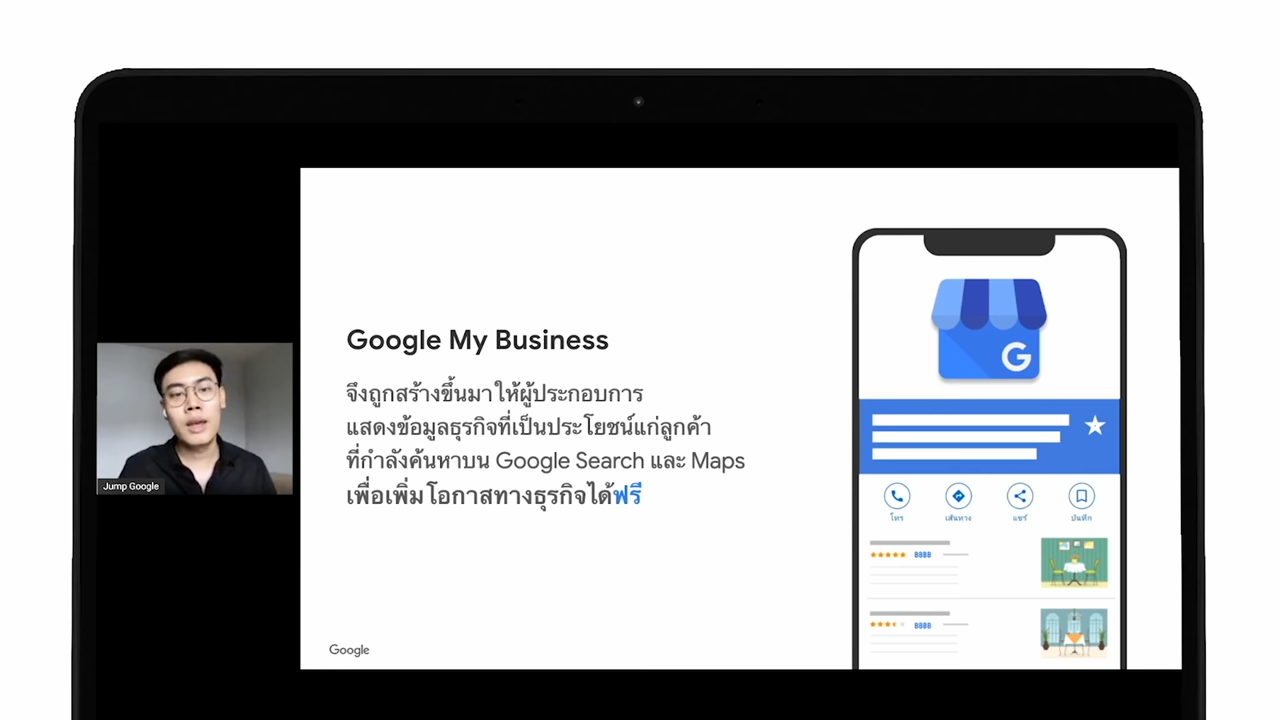 Google My Business
จึงถูกสร้างขึ้นมาให้ผู้ประกอบการ
แสดงข้อมูลธุรกิจที่เป็นประโยชน์แก่ลูกค้า
ที่กำลังค้นหาบน Google Search และ Maps
เพื่อเพิ่มโอกาสทางธุรกิจได้ฟรี
Jump Google
Google
G
โทร
เส้นทาง
แชร์
บันทึก
฿฿฿฿
฿฿฿฿